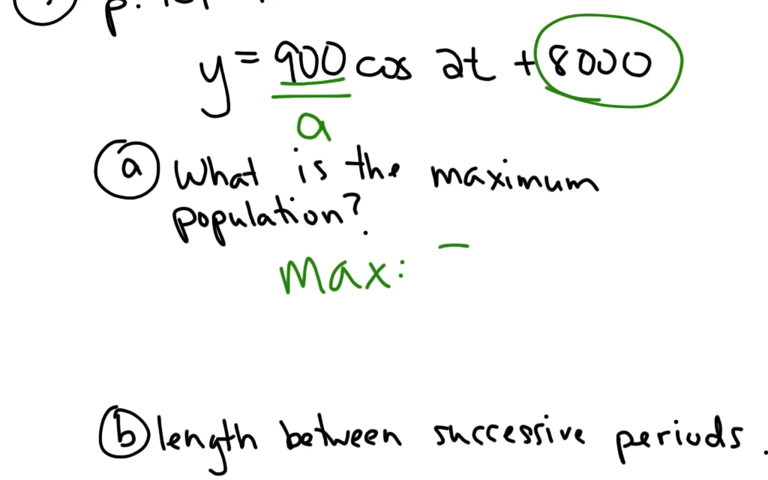 y = 900 cos 2t + 8000
a
a What is the maximum
population?
Max: —
b length between successive periods.